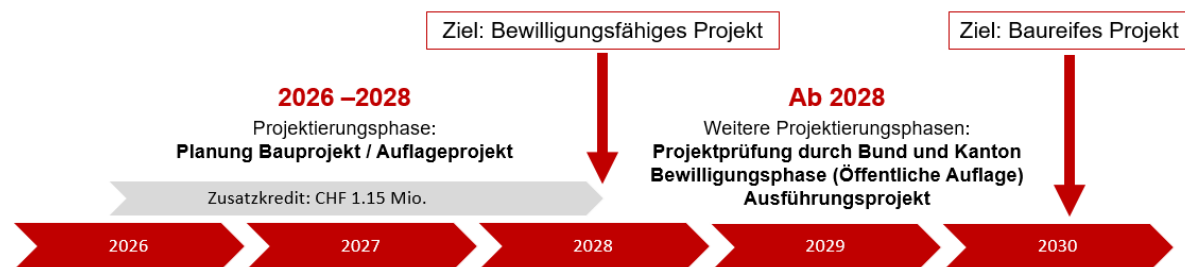 Ziel: Bewilligungsfähiges Projekt
Ziel: Baureifes Projekt
2026 –2028
Projektierungsphase:
Planung Bauprojekt / Auflageprojekt
Ab 2028
Weitere Projektierungsphasen:
Projektprüfung durch Bund und Kanton
Bewilligungsphase (Öffentliche Auflage)
Ausführungsprojekt
Zusatzkredit: CHF 1.15 Mio.
2026
2027
2028
2029
2030